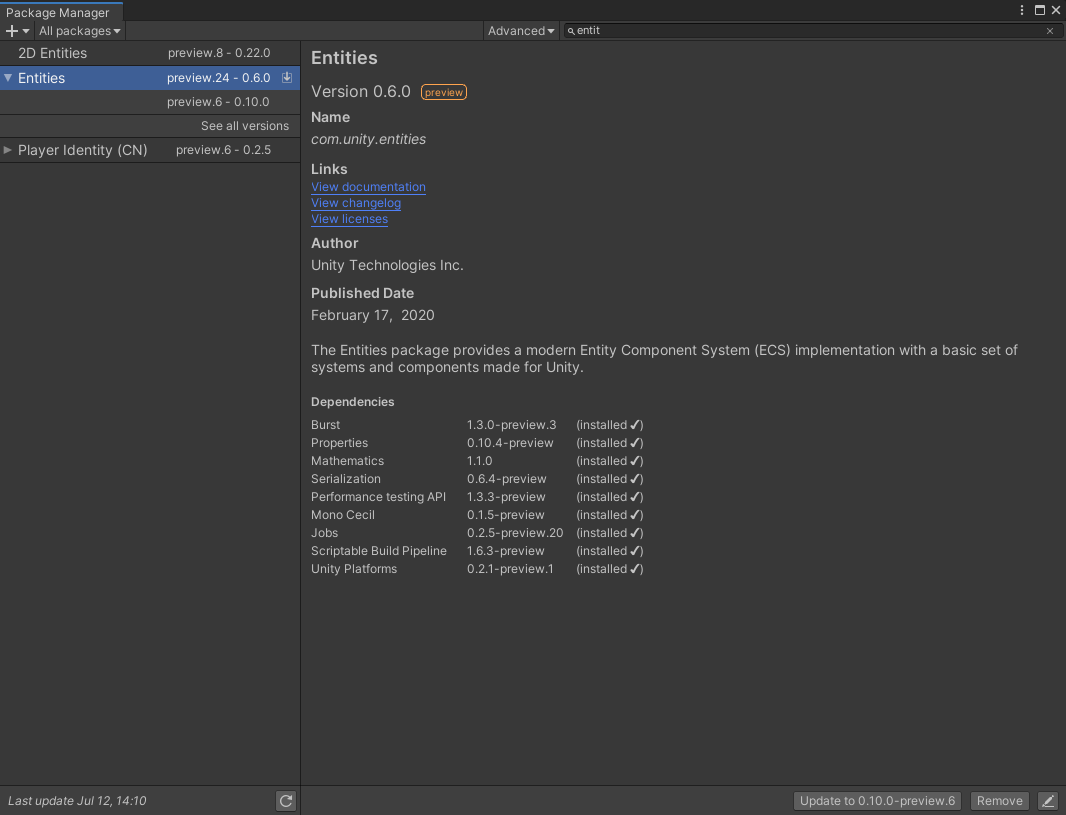 Package Manager
All packages
Advanced
entit
2D Entities preview.8 - 0.22.0
Entities preview.24 - 0.6.0
preview.6 - 0.10.0
See all versions
Player Identity (CN) preview.6 - 0.2.5
Last update Jul 12, 14:10
Entities
Version 0.6.0 preview
Name
com.unity.entities
Links
View documentation
View changelog
View licenses
Author
Unity Technologies Inc.
Published Date
February 17, 2020
The Entities package provides a modern Entity Component System (ECS) implementation with a basic set of
systems and components made for Unity.
Dependencies
Burst 1.3.0-preview.3 (installed ✔)
Properties 0.10.4-preview (installed ✔)
Mathematics 1.1.0 (installed ✔)
Serialization 0.6.4-preview (installed ✔)
Performance testing API 1.3.3-preview (installed ✔)
Mono Cecil 0.1.5-preview (installed ✔)
Jobs 0.2.5-preview.20 (installed ✔)
Scriptable Build Pipeline 1.6.3-preview (installed ✔)
Unity Platforms 0.2.1-preview.1 (installed ✔)
Update to 0.10.0-preview.6 Remove